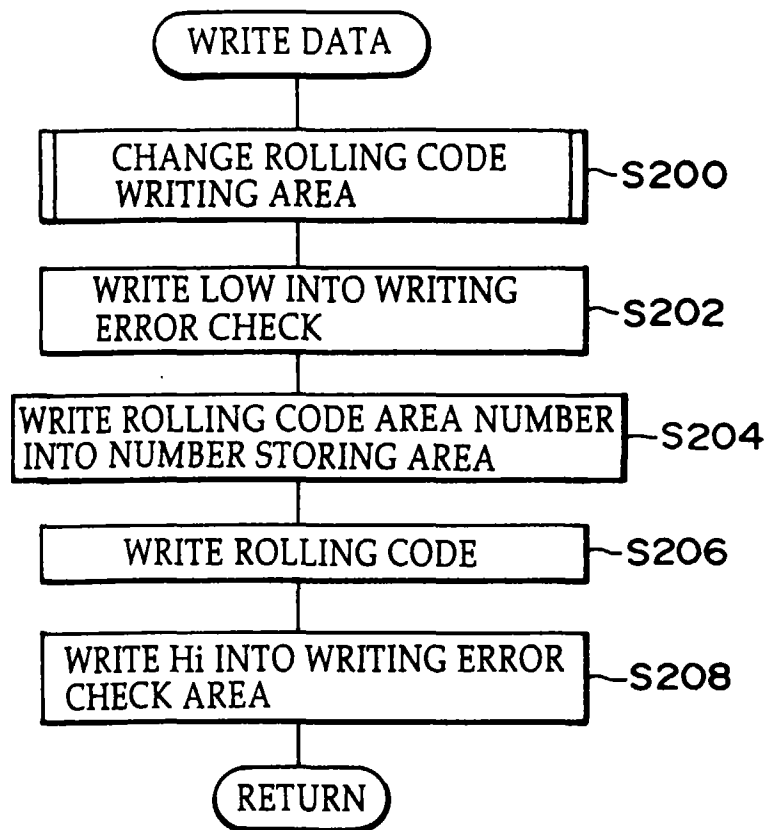 WRITE DATA
CHANGE ROLLING CODE
WRITING AREA
S200
WRITE LOW INTO WRITING
ERROR CHECK
S202
WRITE ROLLING CODE AREA NUMBER
INTO NUMBER STORING AREA
S204
WRITE ROLLING CODE
S206
WRITE Hi INTO WRITING ERROR
CHECK AREA
S208
RETURN